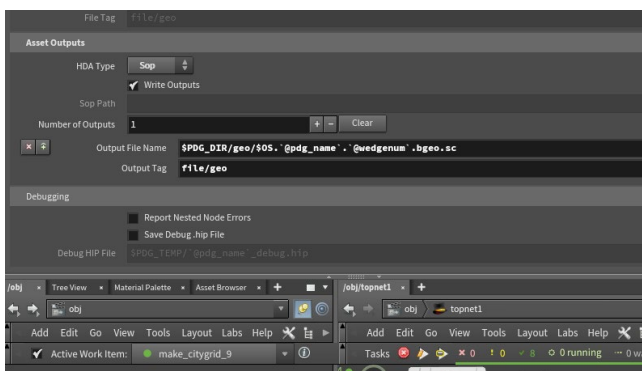 File Tag file/geo
Asset Outputs
HDA Type Sop
Write Outputs
Sop Path
Number of Outputs 1 + - Clear
Output File Name $PDG_DIR/geo/$OS.`@pdg_name`.`@wedgenum`.bgeo.sc
Output Tag file/geo
Debugging
Report Nested Node Errors
Save Debug .hip File
Debug HIP File $PDG_TEMP/`@pdg_name`_debug.hip
/obj × Tree View × Material Palette × Asset Browser × + /obj/topnet1 × +
obj obj topnet1
Add Edit Go View Tools Layout Labs Help Add Edit Go View Tools Layout Labs Help
Active Work Item: make_citygrid_9 Tasks × 0 ! 0 ✓ 8 0 running